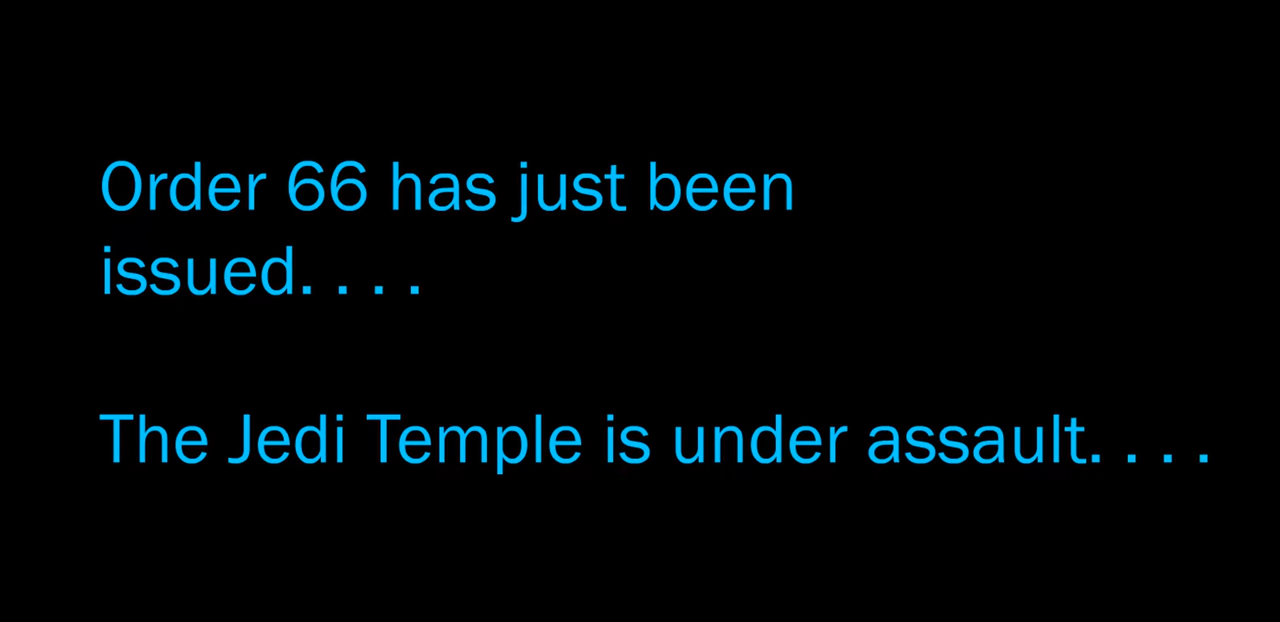 Order 66 has just been
issued. . . .
The Jedi Temple is under assault. . . .